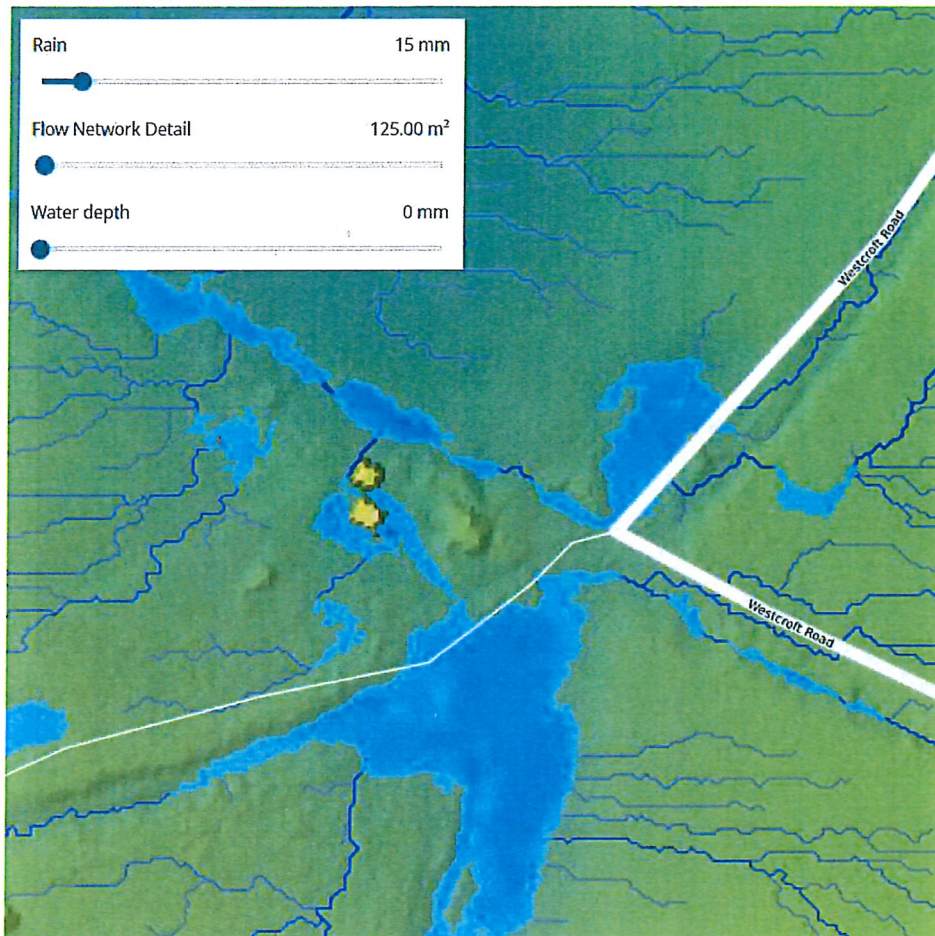 Rain 15 mm
Flow Network Detail 125.00 m²
Water depth 0 mm
Westcroft Road
Westcroft Road